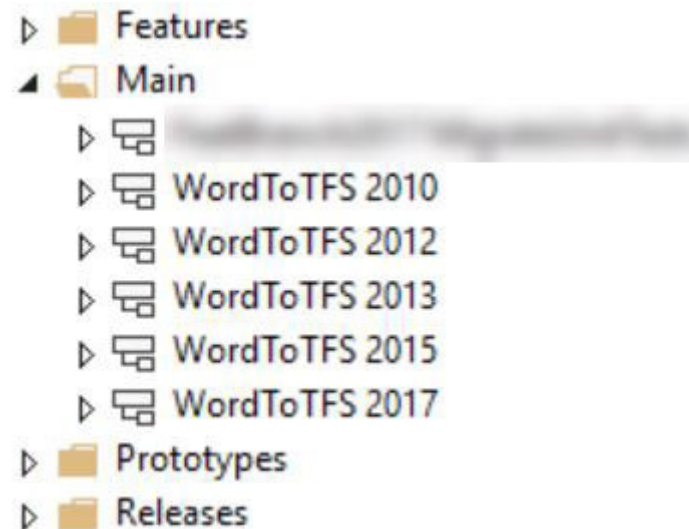 Features
Main
WordToTFS 2010
WordToTFS 2012
WordToTFS 2013
WordToTFS 2015
WordToTFS 2017
Prototypes
Releases